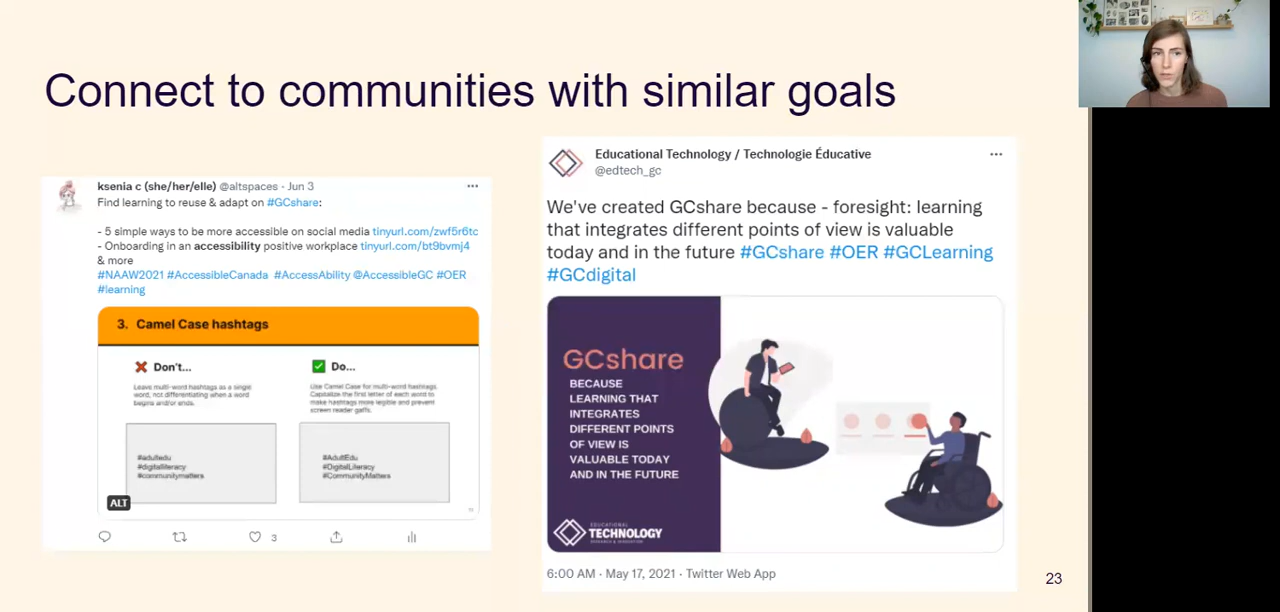 Connect to communities with similar goals
ksenia c (she/her/elle) @altspaces · Jun 3
Find learning to reuse & adapt on #GCshare:
- 5 simple ways to be more accessible on social media tinyurl.com/zwf5r6tc
- Onboarding in an accessibility positive workplace tinyurl.com/bt9bvmj4
& more
#NAAW2021 #AccessibleCanada #AccessAbility @AccessibleGC #OER
#learning
3. Camel Case hashtags
Don't...
Leave multi-word hashtags as a single
word, not differentiating when a word
begins and/or ends.
#adultedu
#digitalliteracy
#communitymatters
Do...
Use Camel Case for multi-word hashtags.
Capitalize the first letter of each word to
make hashtags more legible and prevent
screen reader gaffs.
#AdultEdu
#DigitalLiteracy
#CommunityMatters
ALT
3
Educational Technology / Technologie Éducative
@edtech_gc
We've created GCshare because - foresight: learning
that integrates different points of view is valuable
today and in the future #GCshare #OER #GCLearning
#GCdigital
GCshare
BECAUSE
LEARNING THAT
INTEGRATES
DIFFERENT POINTS
OF VIEW IS
VALUABLE TODAY
AND IN THE FUTURE
EDUCATIONAL
TECHNOLOGY
RESEARCH & INNOVATION
6:00 AM · May 17, 2021 · Twitter Web App
23